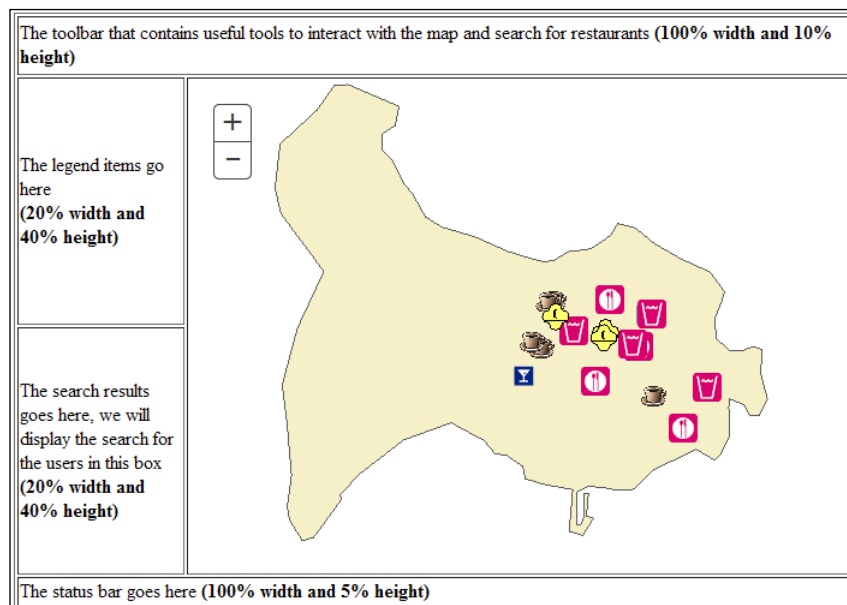 The toolbar that contains useful tools to interact with the map and search for restaurants (100% width and 10%
height)
The legend items go
here
(20% width and
40% height)
+
−
The search results
goes here, we will
display the search for
the users in this box
(20% width and
40% height)
The status bar goes here (100% width and 5% height)